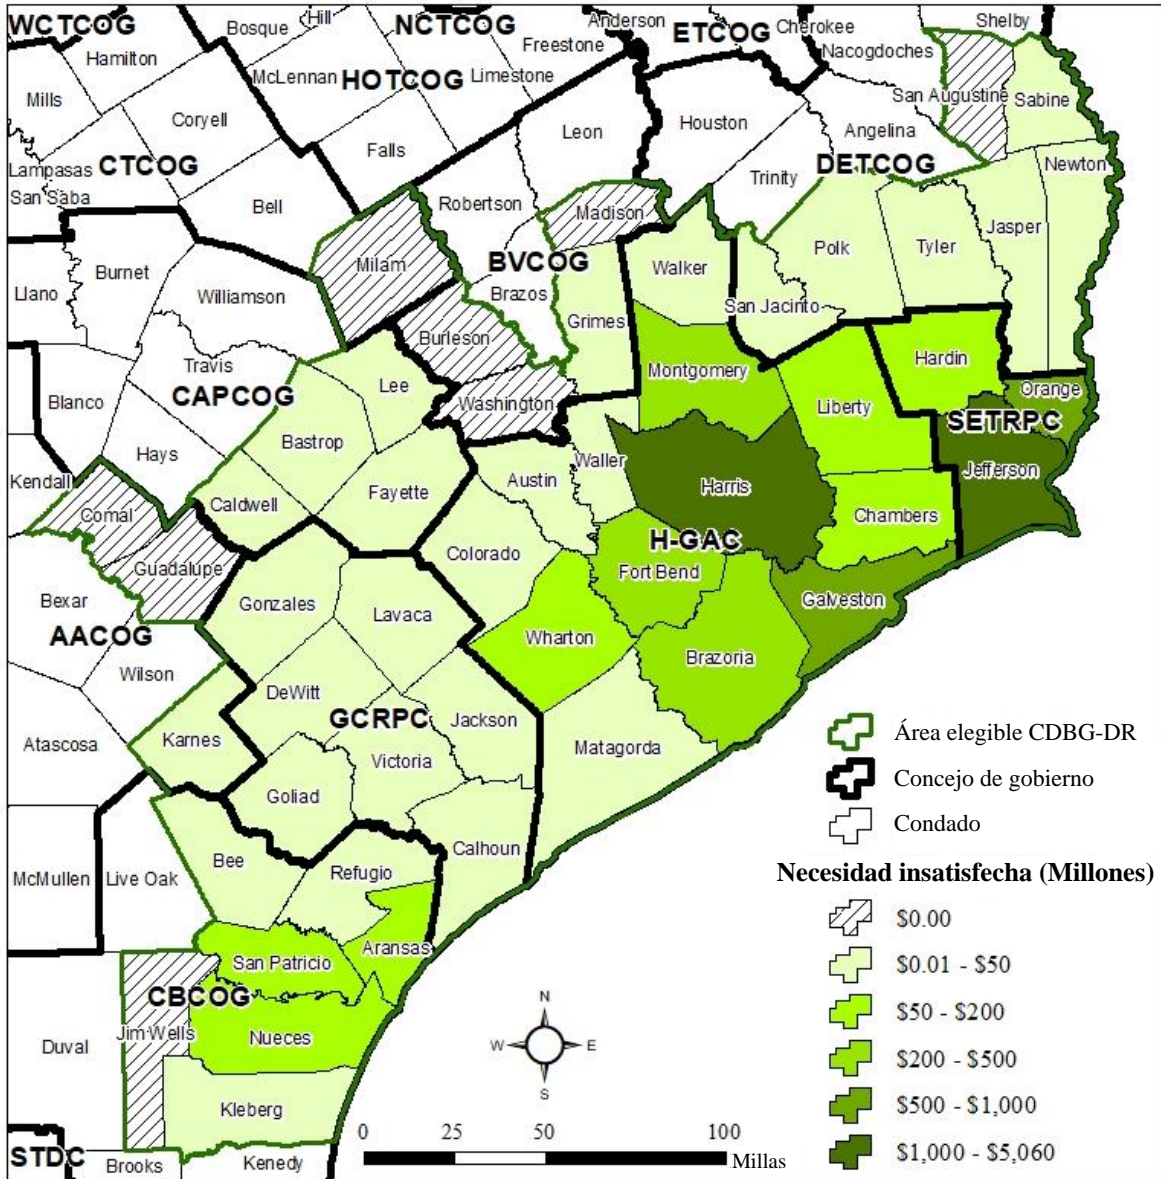 WCTCOG
Bosque
Hill
NCTCOG
Anderson
ETCOG
Cherokee
Shelby
Hamilton
Freestone
Nacogdoches
McLennan
HOTCOG
Limestone
Mills
San Augustine
Sabine
Coryell
Leon
Houston
Angelina
Falls
Lampasas
CTCOG
DETCOG
Newton
San Saba
Trinity
Bell
Robertson
Madison
Jasper
Polk
Tyler
Milam
BVCOG
Walker
Burnet
Llano
Williamson
Brazos
San Jacinto
Grimes
Burleson
Travis
Hardin
Montgomery
Lee
Orange
CAPCOG
Blanco
Washington
Liberty
SETRPC
Bastrop
Hays
Waller
Jefferson
Kendall
Austin
Harris
Fayette
Caldwell
Comal
Chambers
H-GAC
Colorado
Guadalupe
Fort Bend
Bexar
Gonzales
Lavaca
Galveston
AACOG
Wharton
Brazoria
Wilson
DeWitt
GCRPC
Jackson
Atascosa
Karnes
Matagorda
Victoria
Goliad
Calhoun
Bee
Refugio
McMullen
Live Oak
Aransas
San Patricio
CBCOG
Jim Wells
Nueces
Duval
Kleberg
STDC
Brooks
Kenedy
Área elegible CDBG-DR
Concejo de gobierno
Condado
Necesidad insatisfecha (Millones)
$0.00
$0.01 - $50
$50 - $200
$200 - $500
$500 - $1,000
$1,000 - $5,060
N
W
E
S
0 25 50 100
Millas